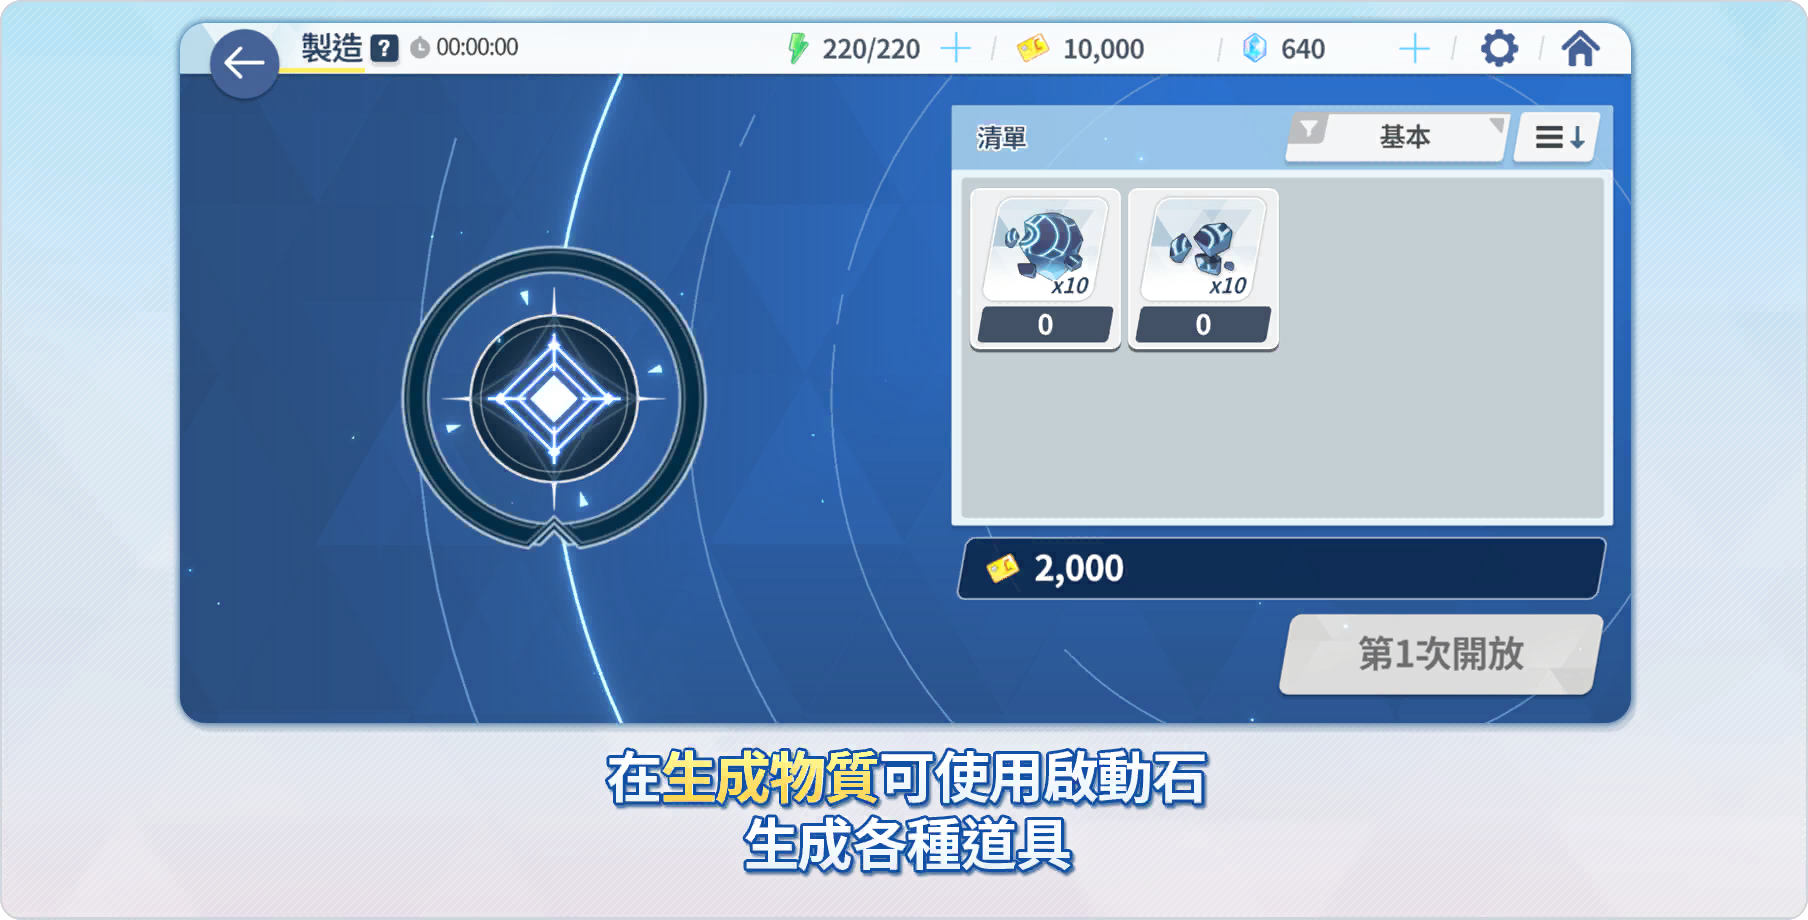 製造 ? 00:00:00 220/220 10,000 640
清單 基本
x10 x10
0 0
2,000
第1次開放
在生成物質可使用啟動石
生成各種道具